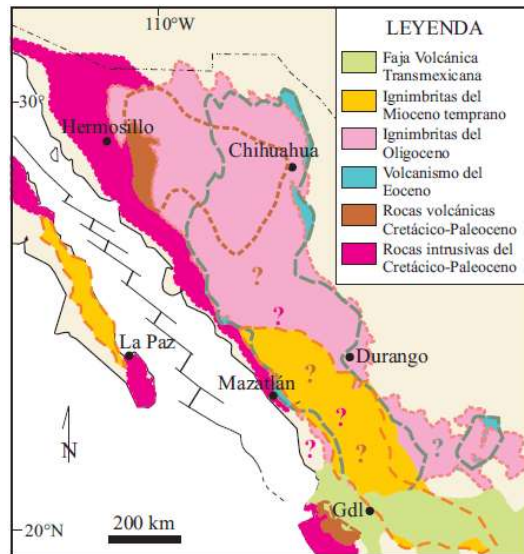 110°W
LEYENDA
Faja Volcánica
Transmexicana
Ignimbritas del
Mioceno temprano
Ignimbritas del
Oligoceno
Volcanismo del
Eoceno
Rocas volcánicas
Cretácico-Paleoceno
Rocas intrusivas del
Cretácico-Paleoceno
30°
Hermosillo
Chihuahua
?
?
La Paz
Durango
?
Mazatlán
?
?
?
?
N
Gdl
200 km
20°N